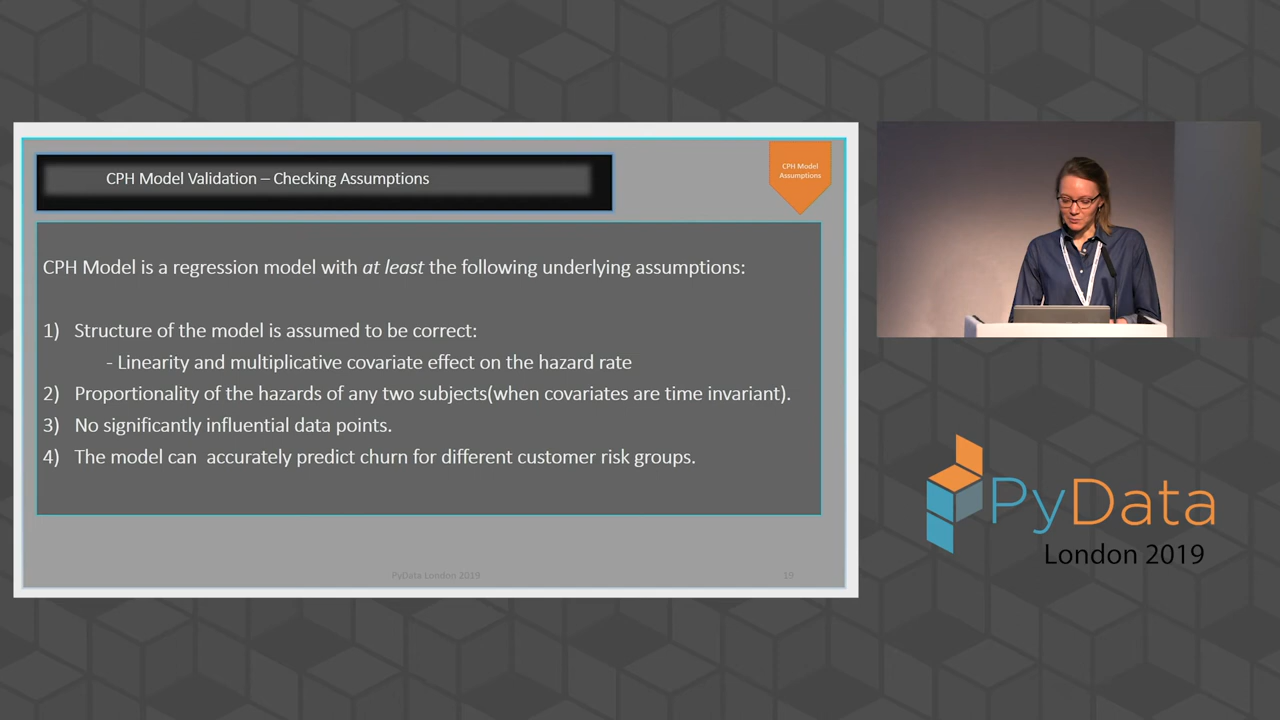 CPH Model Validation – Checking Assumptions
CPH Model
Assumptions
CPH Model is a regression model with at least the following underlying assumptions:
1) Structure of the model is assumed to be correct:
- Linearity and multiplicative covariate effect on the hazard rate
2) Proportionality of the hazards of any two subjects(when covariates are time invariant).
3) No significantly influential data points.
4) The model can accurately predict churn for different customer risk groups.
PyData London 2019
19
PyData
London 2019